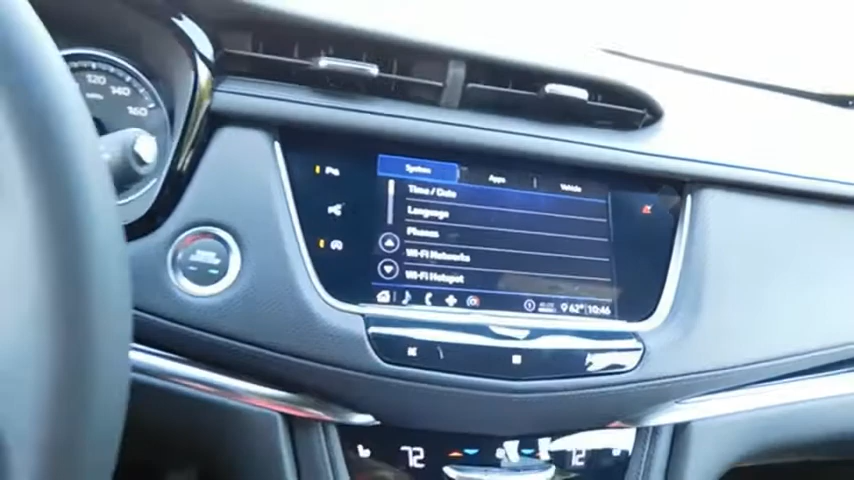 120
140
160
System
Apps
Vehicle
Time / Date
Language
Phones
Wi-Fi Networks
Wi-Fi Hotspot
62° 10:46
72